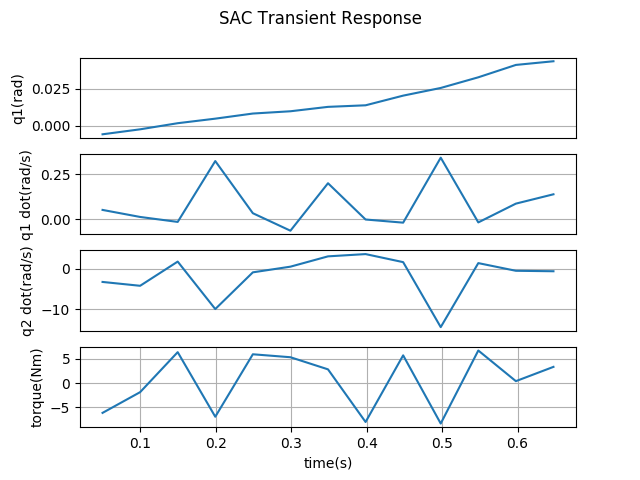 SAC Transient Response
q1(rad)
0.025
0.000
q1 dot(rad/s)
0.25
0.00
q2 dot(rad/s)
0
−10
torque(Nm)
5
0
−5
0.1 0.2 0.3 0.4 0.5 0.6
time(s)